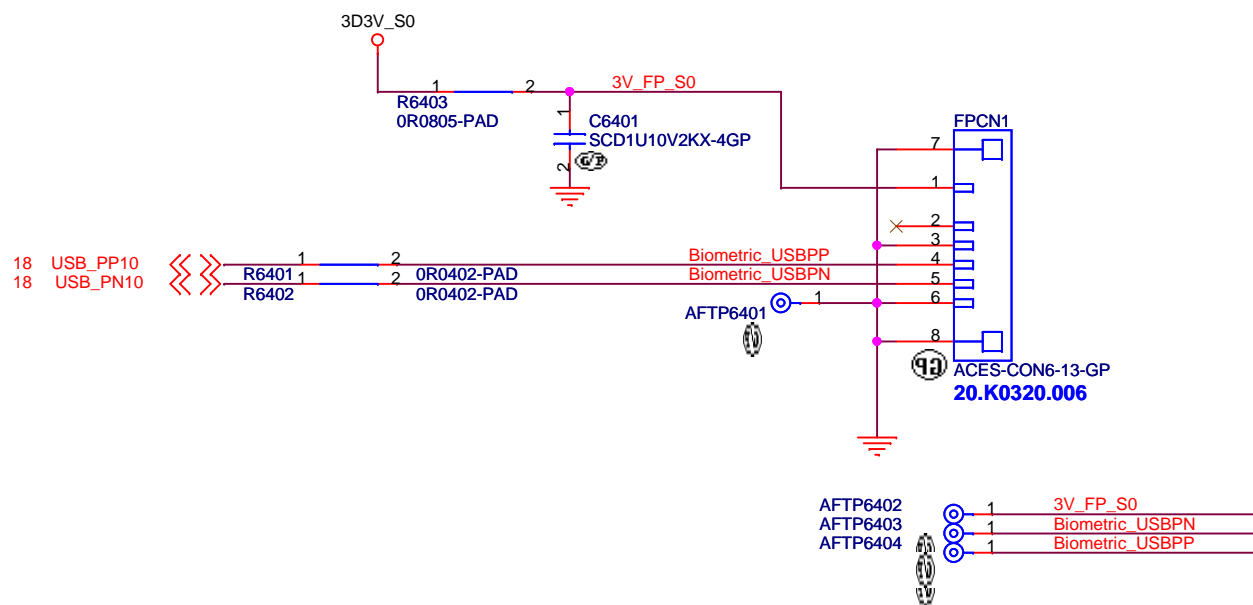 3D3V_S0
1 2 3V_FP_S0
R6403
0R0805-PAD
1
C6401
SCD1U10V2KX-4GP
G/P
2
FPCN1
7
1
2
3
18 USB_PP10 1 2 Biometric_USBPP 4
R6401 0R0402-PAD
18 USB_PN10 1 2 Biometric_USBPN 5
R6402 0R0402-PAD
AFTP6401 1 6
8
GP
ACES-CON6-13-GP
20.K0320.006
AFTP6402 1 3V_FP_S0
AFTP6403 1 Biometric_USBPN
AFTP6404 1 Biometric_USBPP